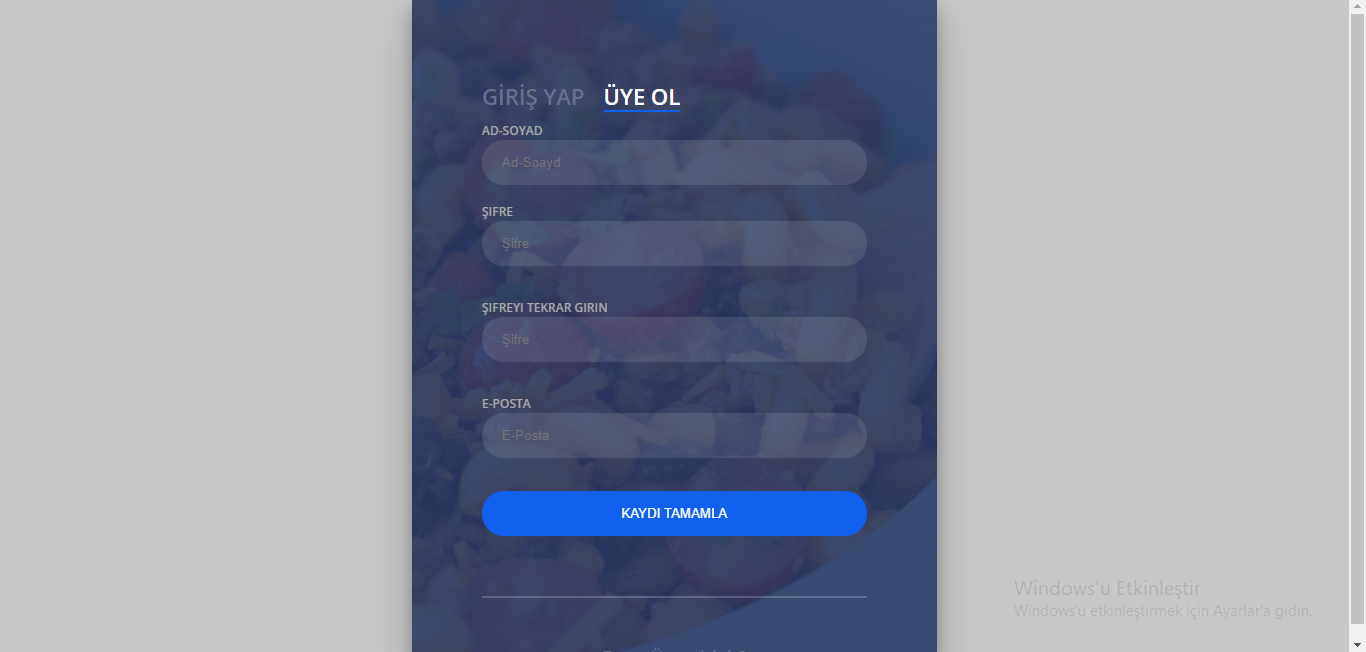 GİRİŞ YAP ÜYE OL
AD-SOYAD
Ad-Soayd
ŞIFRE
Şifre
ŞIFREYI TEKRAR GIRIN
Şifre
E-POSTA
E-Posta
KAYDI TAMAMLA
Windows'u Etkinleştir
Windows'u etkinleştirmek için Ayarlar'a gidin.